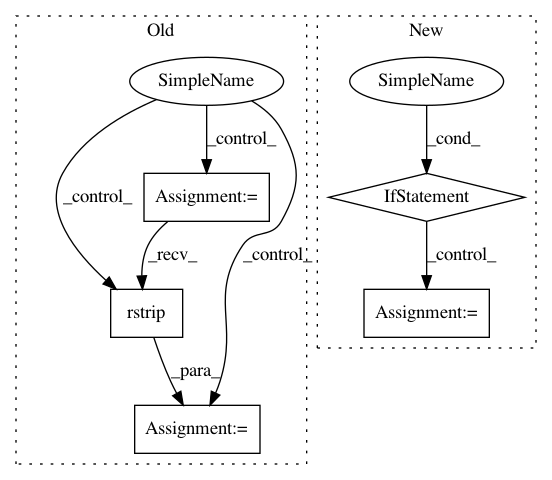 Old
New
SimpleName
SimpleName
_control_
_cond_
_control_
Assignment:=
IfStatement
_recv_
_control_
_control_
rstrip
Assignment:=
_para_
Assignment:=